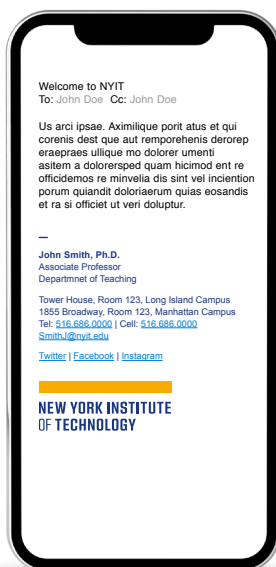 Welcome to NYIT
To: John Doe Cc: John Doe
Us arci ipsae. Aximilique porit atus et qui
corenis dest que aut remporehenis derorep
eraepraes ullique mo dolorer umenti
asitem a dolorersped quam hicimod ent re
officidemos re minvelia dis sint vel inciention
porum quiandit doloriaerum quias eosandis
et ra si officiet ut veri doluptur.
—
John Smith, Ph.D.
Associate Professor
Departmnet of Teaching
Tower House, Room 123, Long Island Campus
1855 Broadway, Room 123, Manhattan Campus
Tel: 516.686.0000 | Cell: 516.686.0000
SmithJ@nyit.edu
Twitter | Facebook | Instagram
NEW YORK INSTITUTE
OF TECHNOLOGY